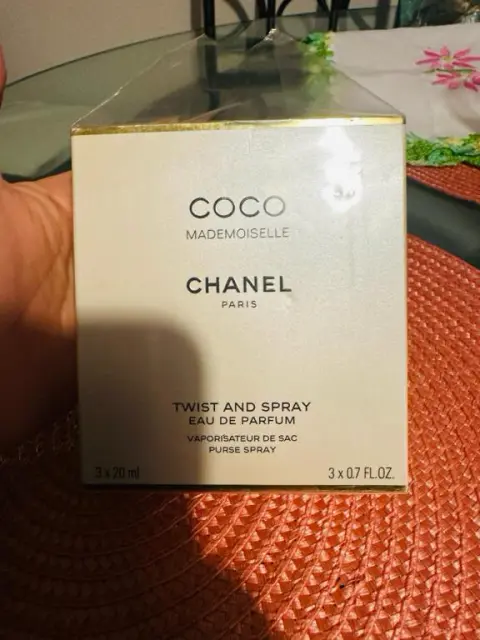 COCO
MADEMOISELLE
CHANEL
PARIS
TWIST AND SPRAY
EAU DE PARFUM
VAPORISATEUR DE SAC
PURSE SPRAY
3 x 20 ml
3 x 0.7 FL.OZ.